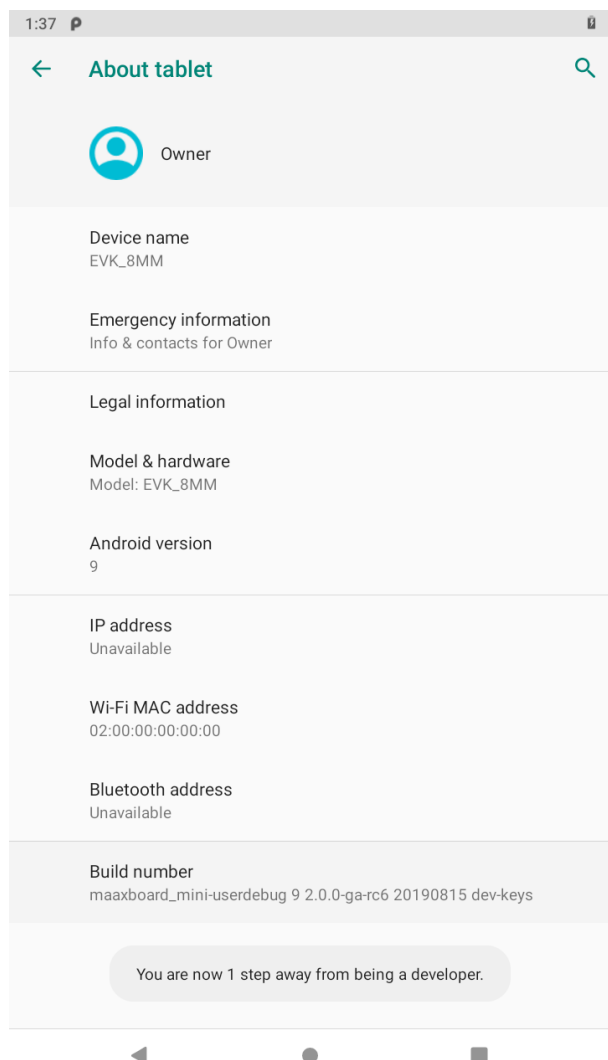 1:37
About tablet
Owner
Device name
EVK_8MM
Emergency information
Info & contacts for Owner
Legal information
Model & hardware
Model: EVK_8MM
Android version
9
IP address
Unavailable
Wi-Fi MAC address
02:00:00:00:00:00
Bluetooth address
Unavailable
Build number
maaxboard_mini-userdebug 9 2.0.0-ga-rc6 20190815 dev-keys
You are now 1 step away from being a developer.